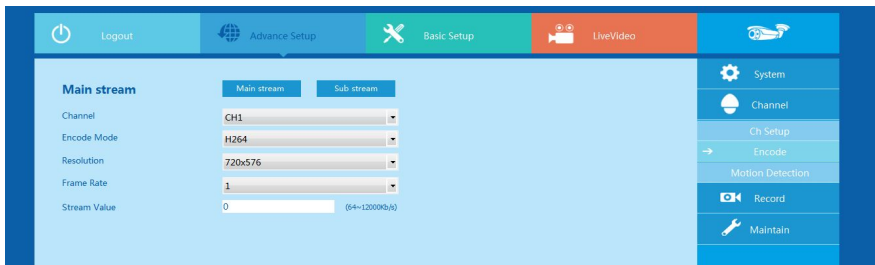 Logout Advance Setup Basic Setup LiveVideo
Main stream Main stream Sub stream
Channel CH1
Encode Mode H264
Resolution 720x576
Frame Rate 1
Stream Value 0 (64~12000Kb/s)
System
Channel
Ch Setup
Encode
Motion Detection
Record
Maintain